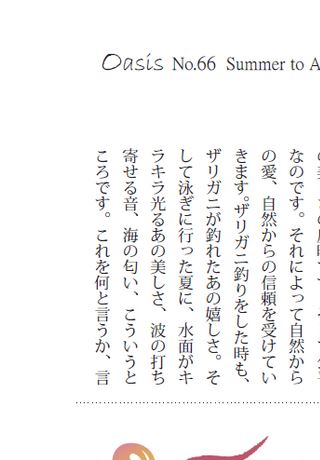 Oasis No.66 Summer to A
なのです。それによって自然から
の愛、自然からの信頼を受けてい
きます。ザリガニ釣りをした時も、
ザリガニが釣れたあの嬉しさ。そ
して泳ぎに行った夏に、水面がキ
ラキラ光るあの美しさ、波の打ち
寄せる音、海の匂い、こういうと
ころです。これを何と言うか、言